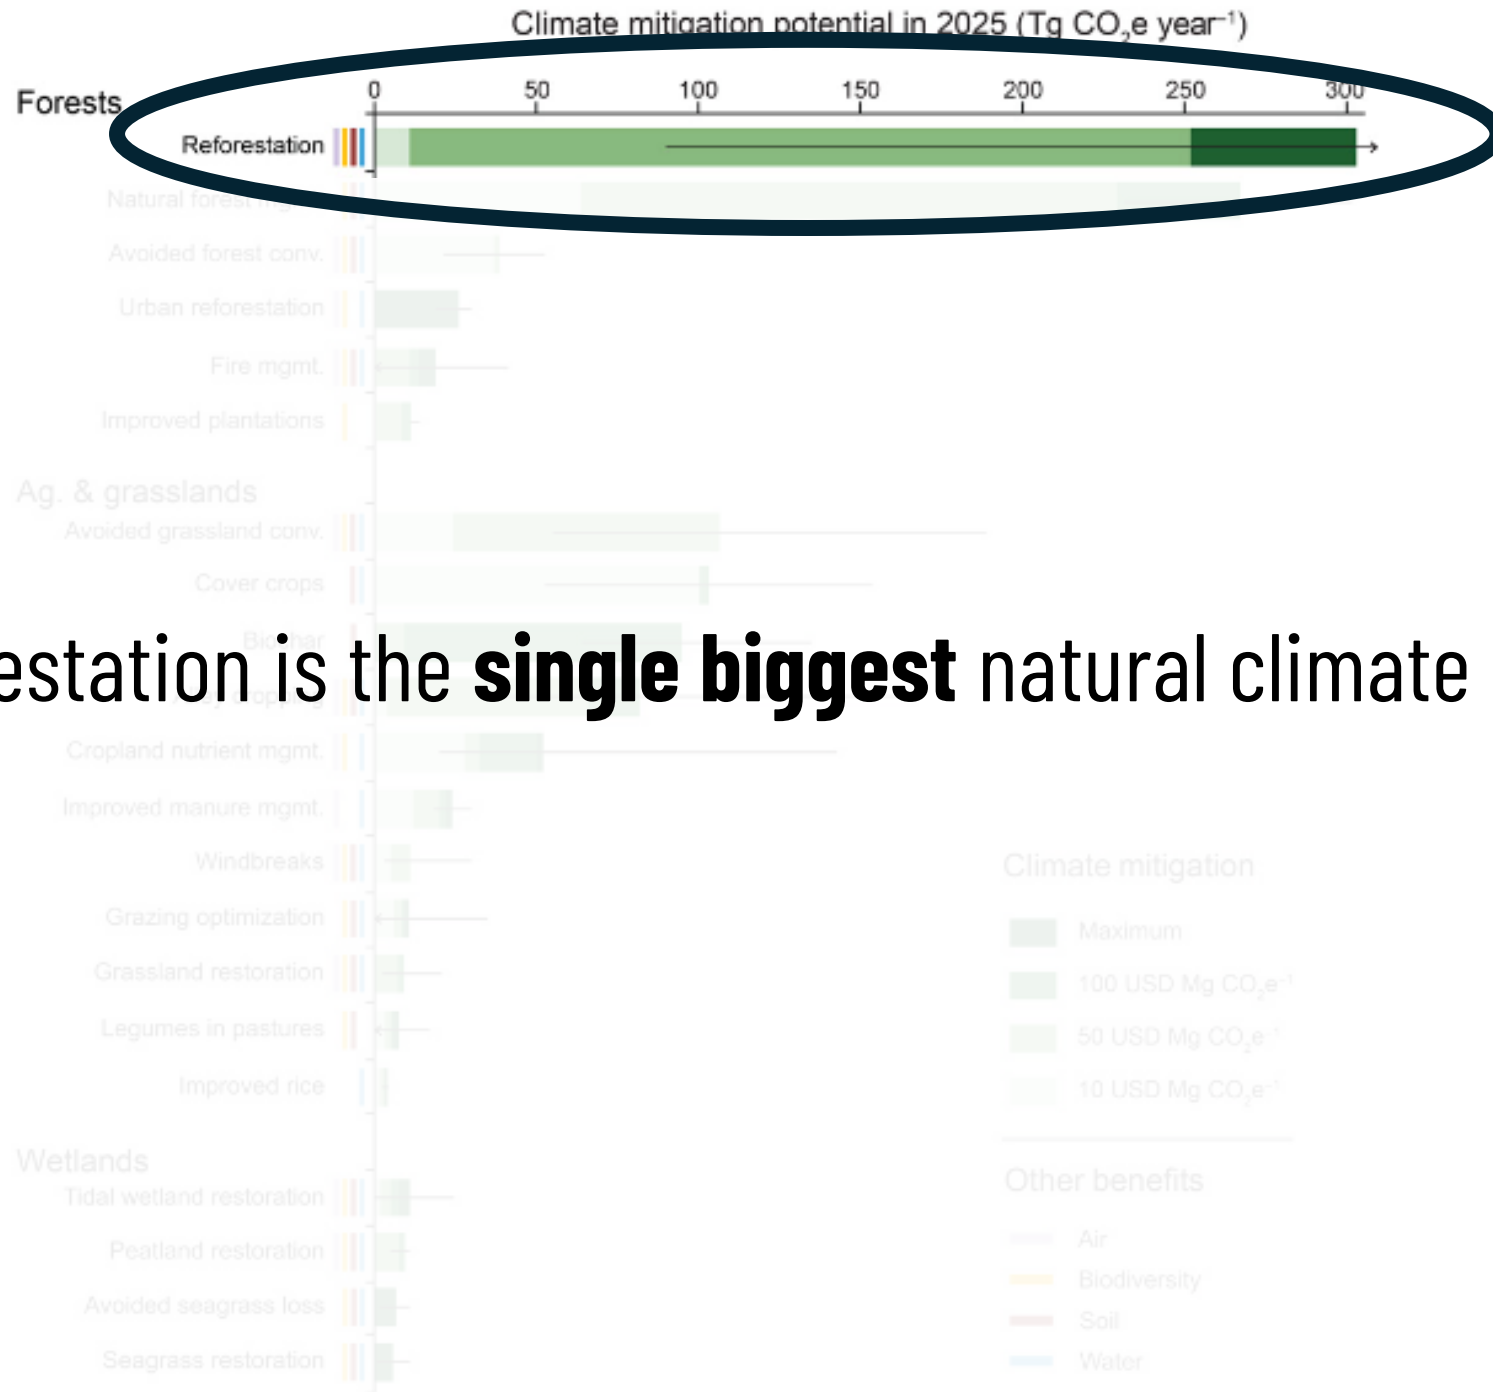 Climate mitigation potential in 2025 (Tg CO₂e year⁻¹)
0 50 100 150 200 250 300
Forests
Reforestation
Natural forest
Avoided forest conv.
Urban reforestation
Fire mgmt.
Improved plantations
Ag. & grasslands
Avoided grassland conv.
Cover crops
Biochar
estation is the single biggest natural climate
Alley cropping
Cropland nutrient mgmt.
Improved manure mgmt.
Windbreaks
Grazing optimization
Grassland restoration
Legumes in pastures
Improved rice
Wetlands
Tidal wetland restoration
Peatland restoration
Avoided seagrass loss
Seagrass restoration
Climate mitigation
Maximum
100 USD Mg CO₂e⁻¹
50 USD Mg CO₂e⁻¹
10 USD Mg CO₂e⁻¹
Other benefits
Air
Biodiversity
Soil
Water